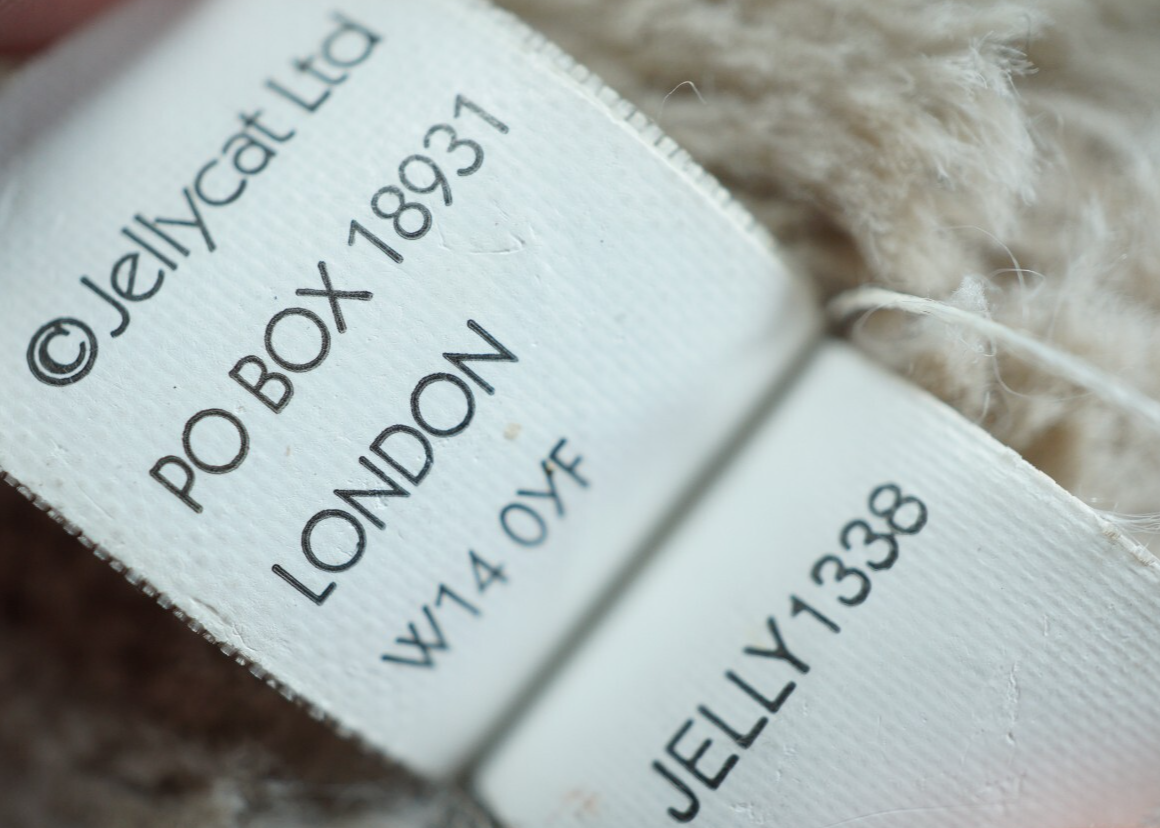 ©Jellycat Ltd
PO BOX 18931
LONDON
W14 0YF
JELLY1338